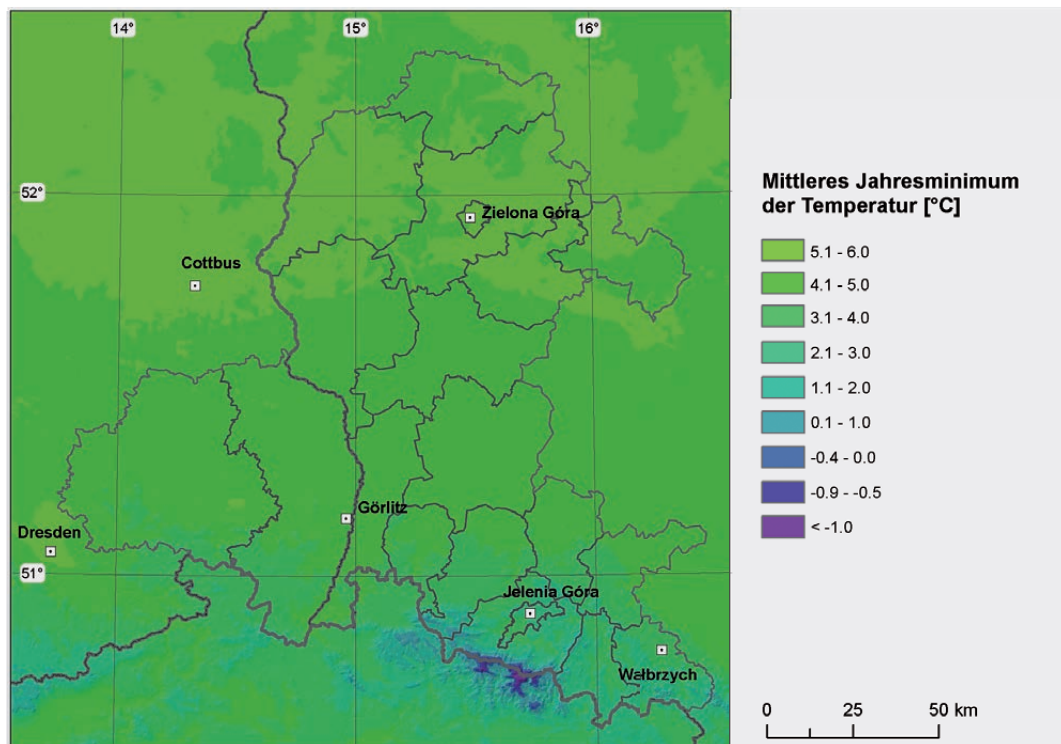 14°
15°
16°
52°
Zielona Góra
Cottbus
Görlitz
Dresden
51°
Jelenia Góra
Wałbrzych
Mittleres Jahresminimum
der Temperatur [°C]
5.1 - 6.0
4.1 - 5.0
3.1 - 4.0
2.1 - 3.0
1.1 - 2.0
0.1 - 1.0
-0.4 - 0.0
-0.9 - -0.5
< -1.0
0 25 50 km